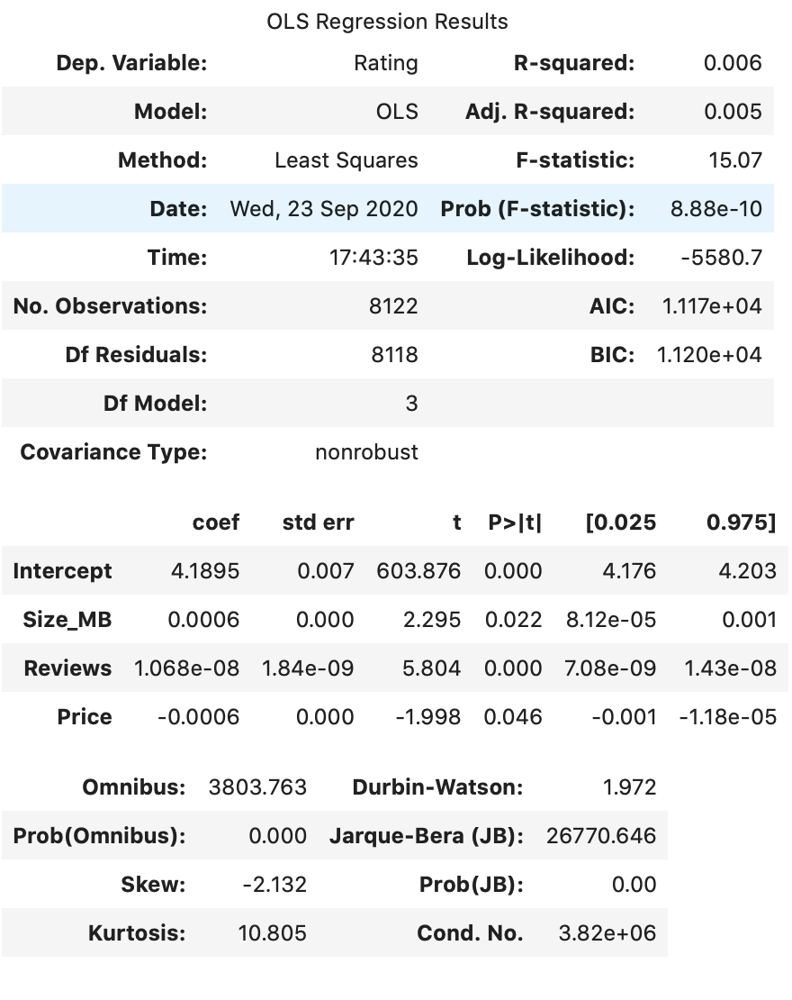 OLS Regression Results
Dep. Variable: Rating R-squared: 0.006
Model: OLS Adj. R-squared: 0.005
Method: Least Squares F-statistic: 15.07
Date: Wed, 23 Sep 2020 Prob (F-statistic): 8.88e-10
Time: 17:43:35 Log-Likelihood: -5580.7
No. Observations: 8122 AIC: 1.117e+04
Df Residuals: 8118 BIC: 1.120e+04
Df Model: 3
Covariance Type: nonrobust
coef std err t P>|t| [0.025 0.975]
Intercept 4.1895 0.007 603.876 0.000 4.176 4.203
Size_MB 0.0006 0.000 2.295 0.022 8.12e-05 0.001
Reviews 1.068e-08 1.84e-09 5.804 0.000 7.08e-09 1.43e-08
Price -0.0006 0.000 -1.998 0.046 -0.001 -1.18e-05
Omnibus: 3803.763 Durbin-Watson: 1.972
Prob(Omnibus): 0.000 Jarque-Bera (JB): 26770.646
Skew: -2.132 Prob(JB): 0.00
Kurtosis: 10.805 Cond. No. 3.82e+06